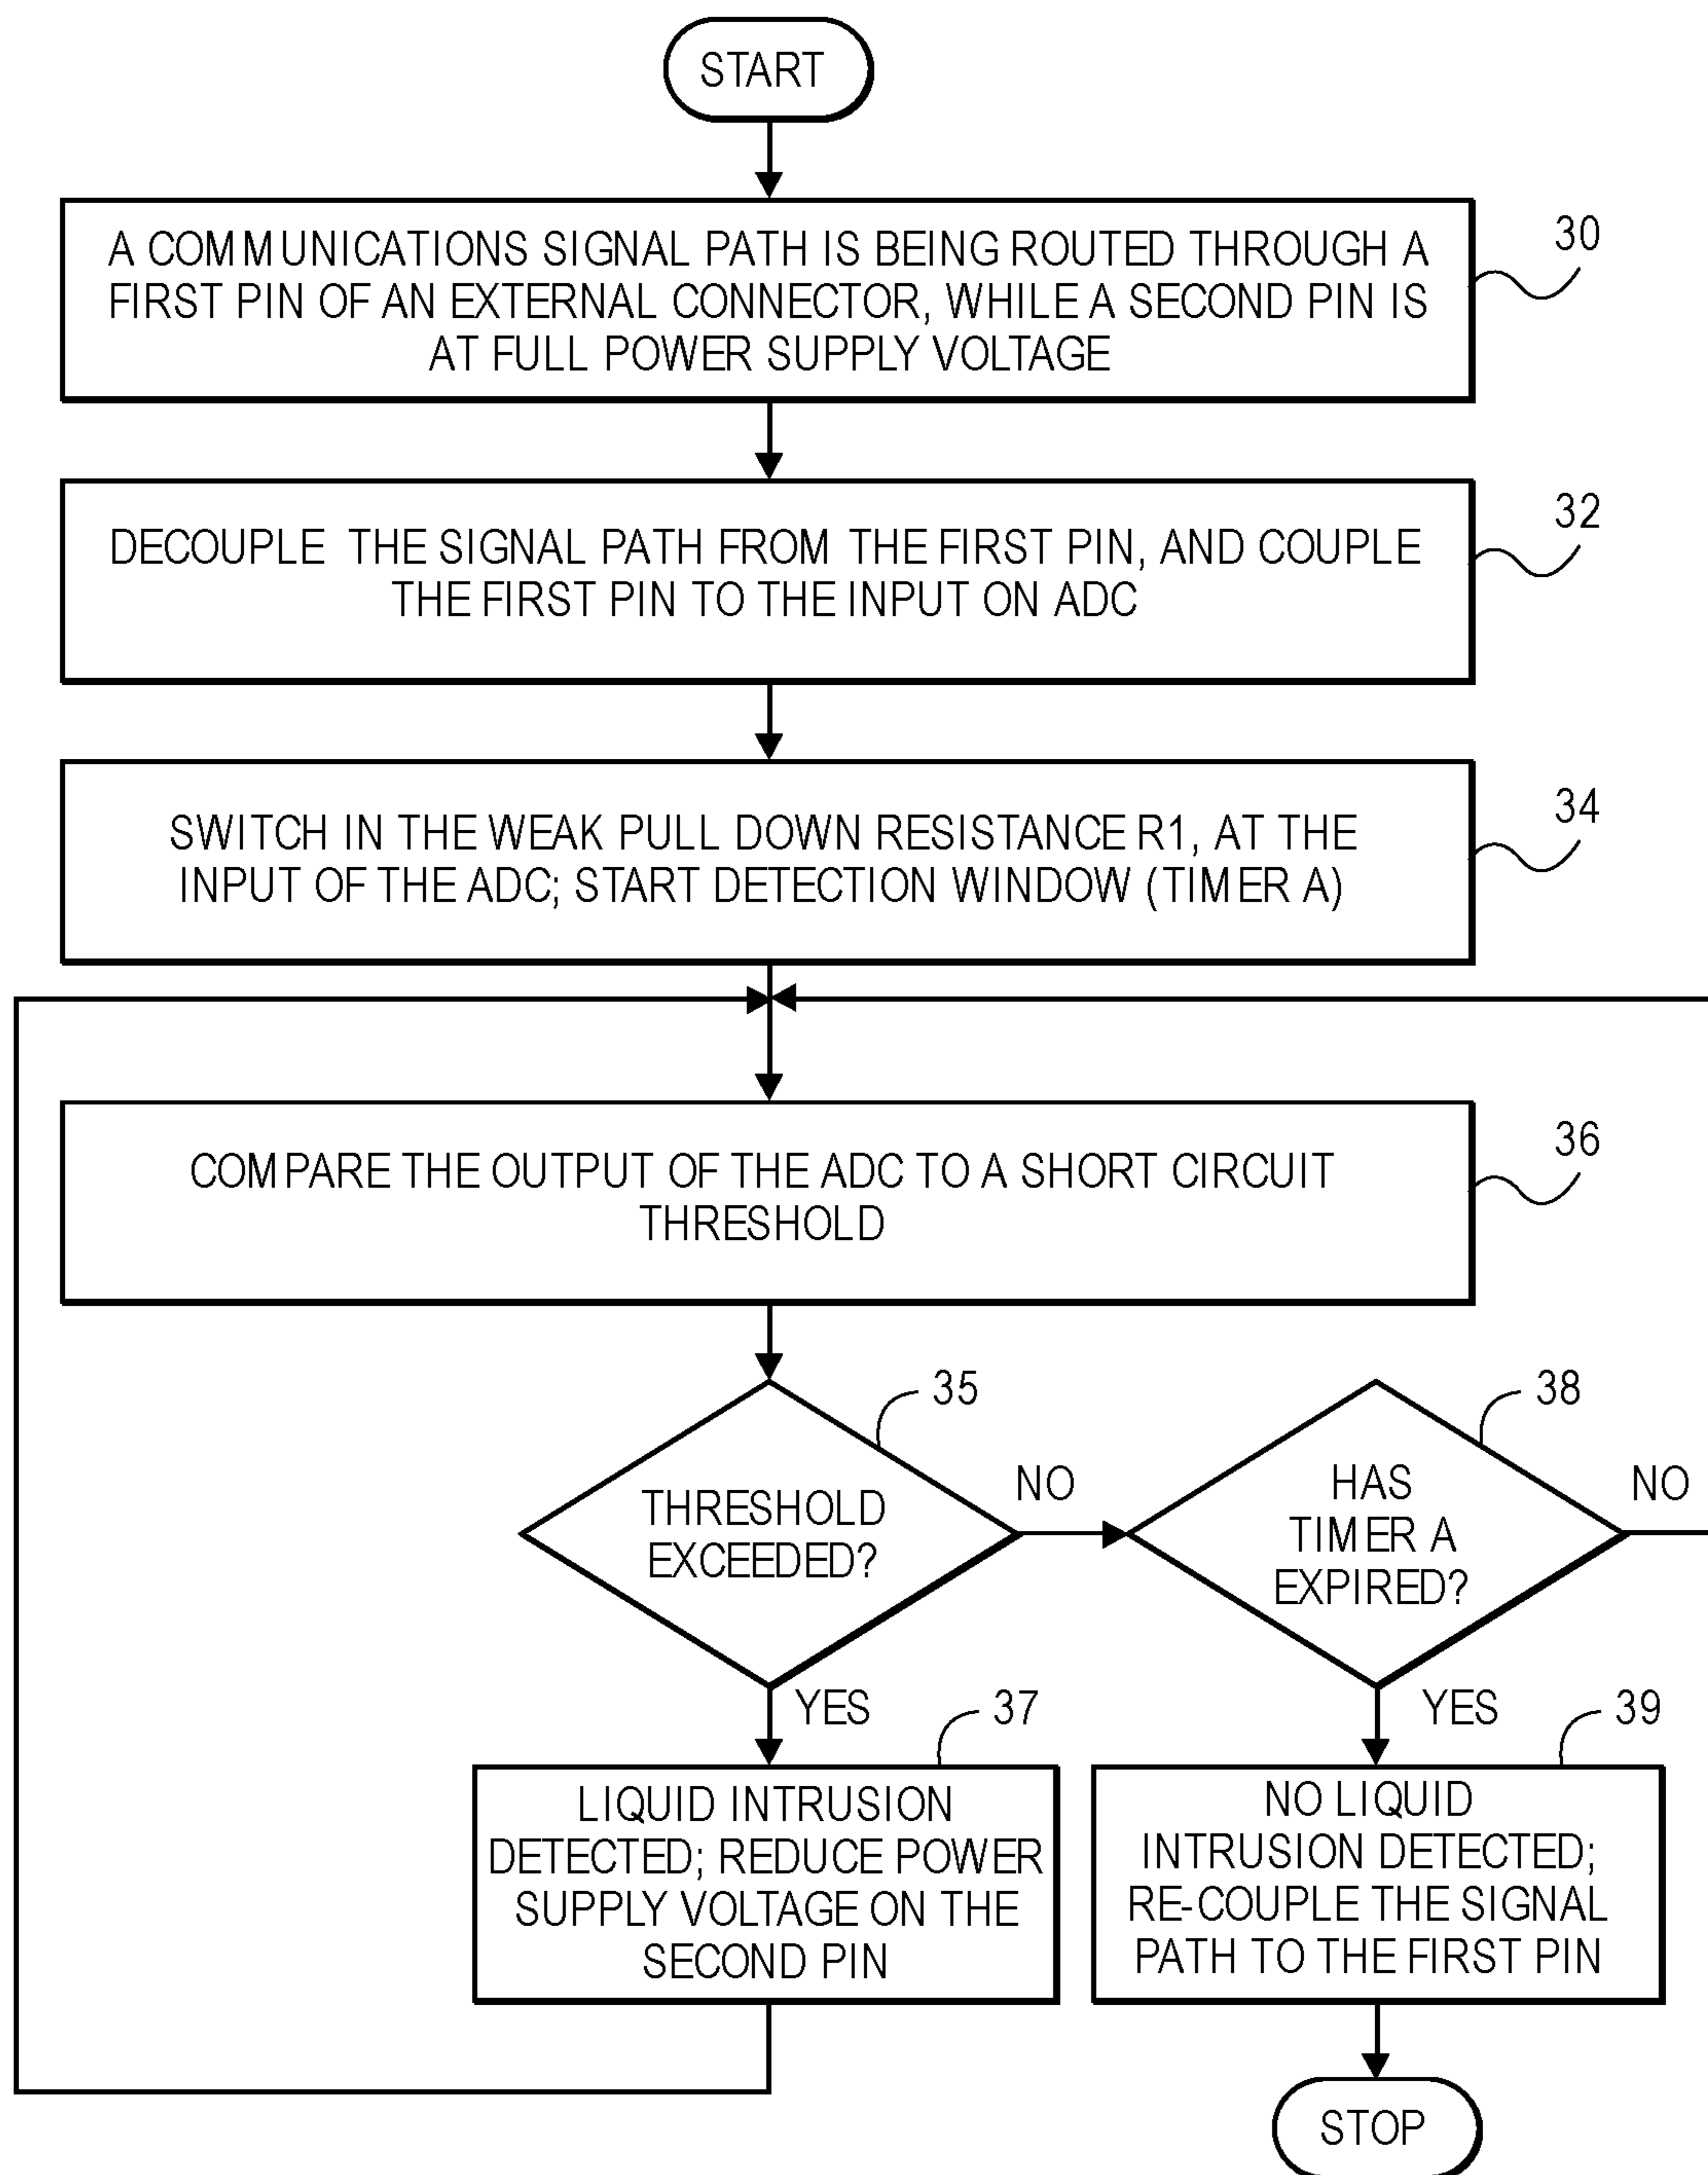 START
A COMMUNICATIONS SIGNAL PATH IS BEING ROUTED THROUGH A
FIRST PIN OF AN EXTERNAL CONNECTOR, WHILE A SECOND PIN IS
AT FULL POWER SUPPLY VOLTAGE
30
DECOUPLE THE SIGNAL PATH FROM THE FIRST PIN, AND COUPLE
THE FIRST PIN TO THE INPUT ON ADC
32
SWITCH IN THE WEAK PULL DOWN RESISTANCE R1, AT THE
INPUT OF THE ADC; START DETECTION WINDOW (TIMER A)
34
COMPARE THE OUTPUT OF THE ADC TO A SHORT CIRCUIT
THRESHOLD
36
35
THRESHOLD
EXCEEDED?
NO
38
HAS
TIMER A
EXPIRED?
NO
YES
37
LIQUID INTRUSION
DETECTED; REDUCE POWER
SUPPLY VOLTAGE ON THE
SECOND PIN
YES
39
NO LIQUID
INTRUSION DETECTED;
RE-COUPLE THE SIGNAL
PATH TO THE FIRST PIN
STOP